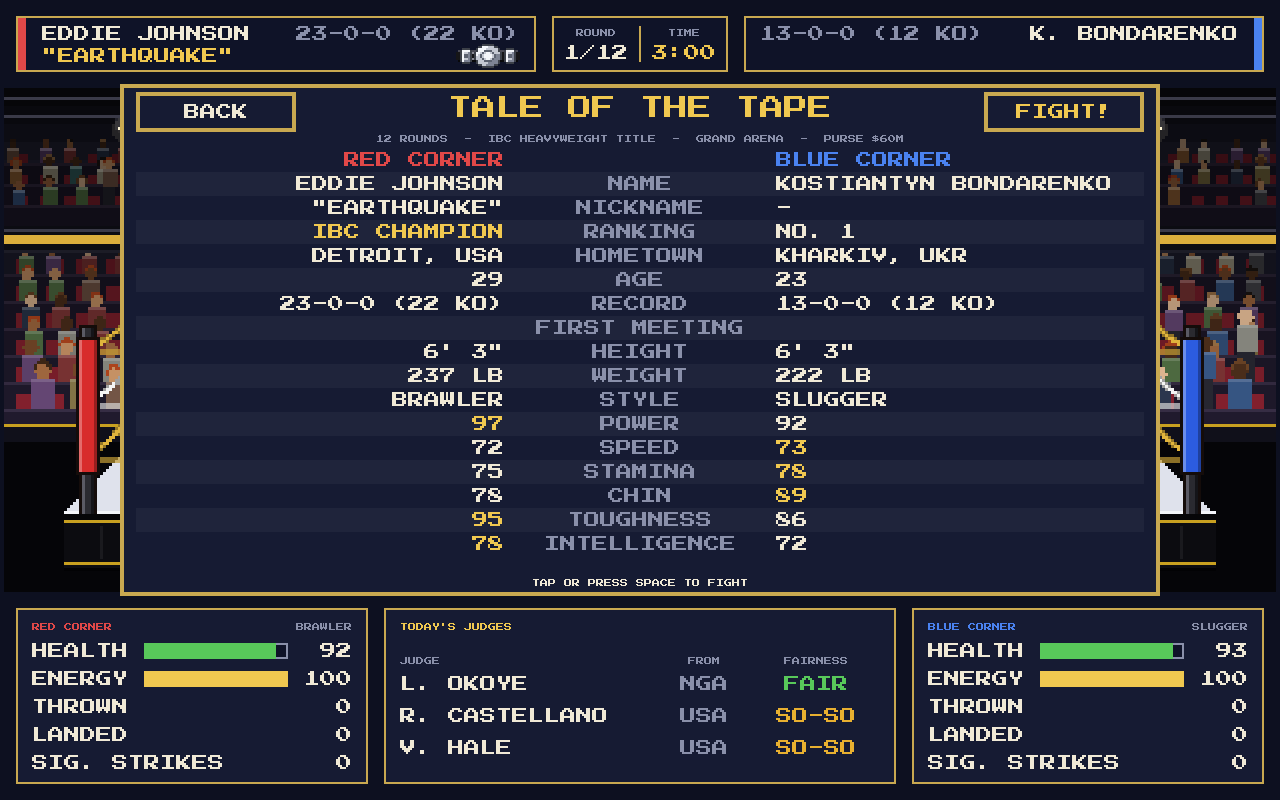 EDDIE JOHNSON 23-0-0 (22 KO)
"EARTHQUAKE"
ROUND TIME
1/12 3:00
13-0-0 (12 KO) K. BONDARENKO
BACK TALE OF THE TAPE FIGHT!
12 ROUNDS - IBC HEAVYWEIGHT TITLE - GRAND ARENA - PURSE $60M
RED CORNER BLUE CORNER
EDDIE JOHNSON NAME KOSTIANTYN BONDARENKO
"EARTHQUAKE" NICKNAME -
IBC CHAMPION RANKING NO. 1
DETROIT, USA HOMETOWN KHARKIV, UKR
29 AGE 23
23-0-0 (22 KO) RECORD 13-0-0 (12 KO)
FIRST MEETING
6' 3" HEIGHT 6' 3"
237 LB WEIGHT 222 LB
BRAWLER STYLE SLUGGER
97 POWER 92
72 SPEED 73
75 STAMINA 78
78 CHIN 89
95 TOUGHNESS 86
78 INTELLIGENCE 72
TAP OR PRESS SPACE TO FIGHT
RED CORNER BRAWLER
HEALTH 92
ENERGY 100
THROWN 0
LANDED 0
SIG. STRIKES 0
TODAY'S JUDGES
JUDGE FROM FAIRNESS
L. OKOYE NGA FAIR
R. CASTELLANO USA SO-SO
V. HALE USA SO-SO
BLUE CORNER SLUGGER
HEALTH 93
ENERGY 100
THROWN 0
LANDED 0
SIG. STRIKES 0